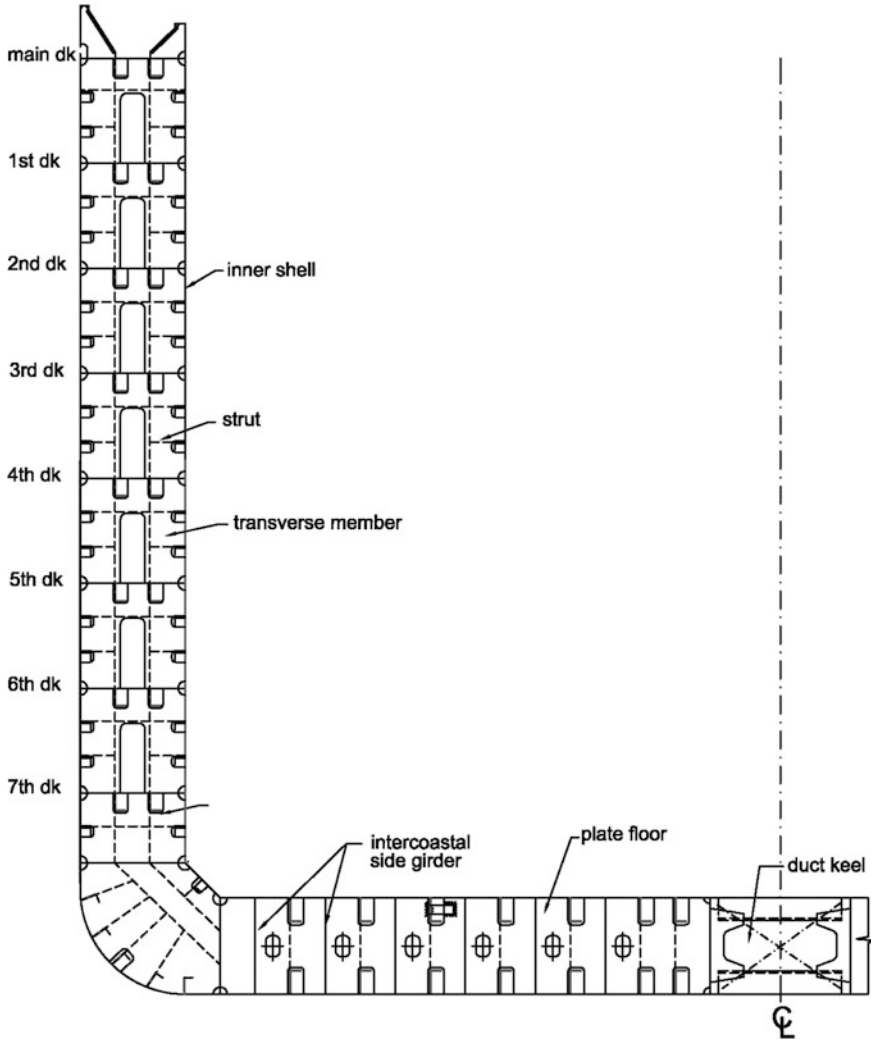 main dk
1st dk
2nd dk
inner shell
3rd dk
strut
4th dk
transverse member
5th dk
6th dk
7th dk
intercoastal
side girder
plate floor
duct keel
CL